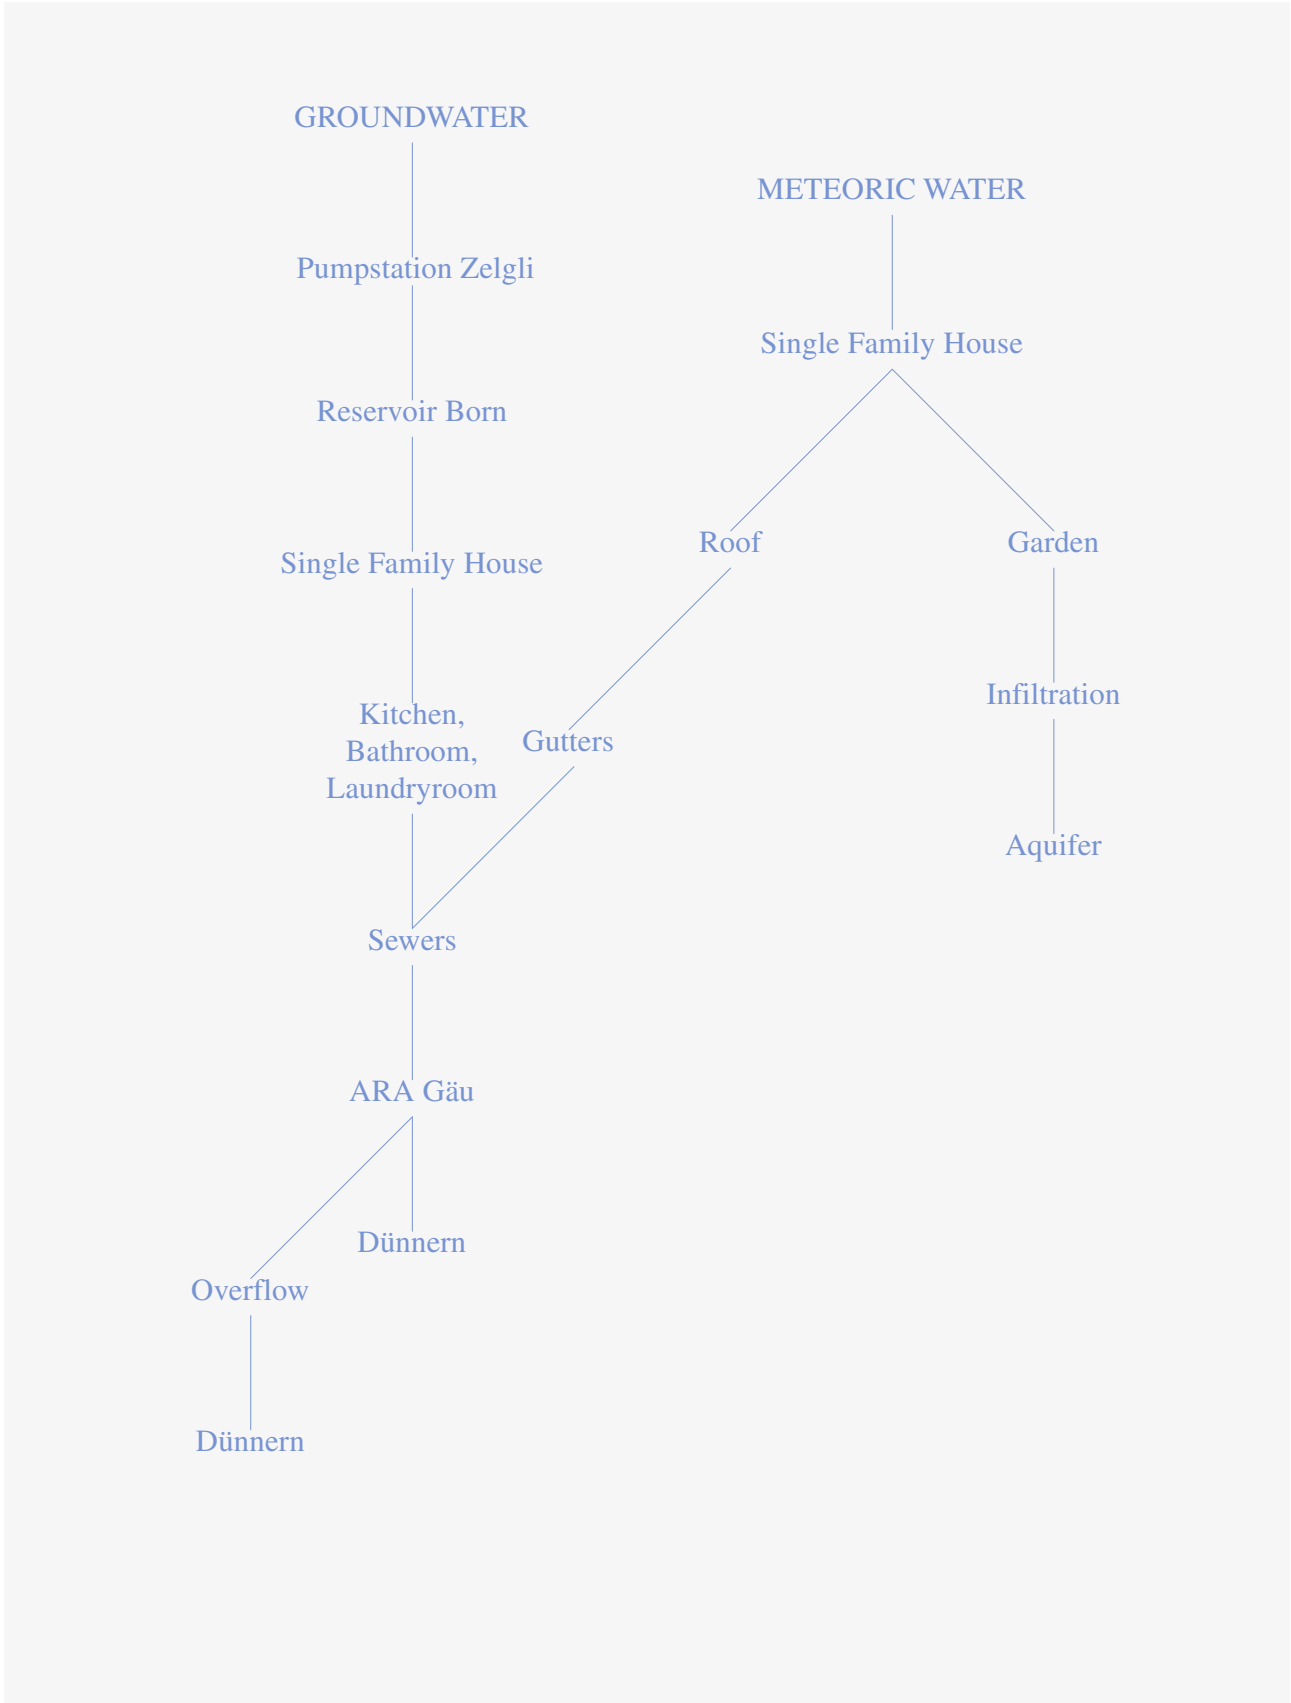 GROUNDWATER
METEORIC WATER
Pumpstation Zelgli
Single Family House
Reservoir Born
Roof
Garden
Single Family House
Infiltration
Kitchen,
Bathroom,
Laundryroom
Gutters
Aquifer
Sewers
ARA Gäu
Dünnern
Overflow
Dünnern